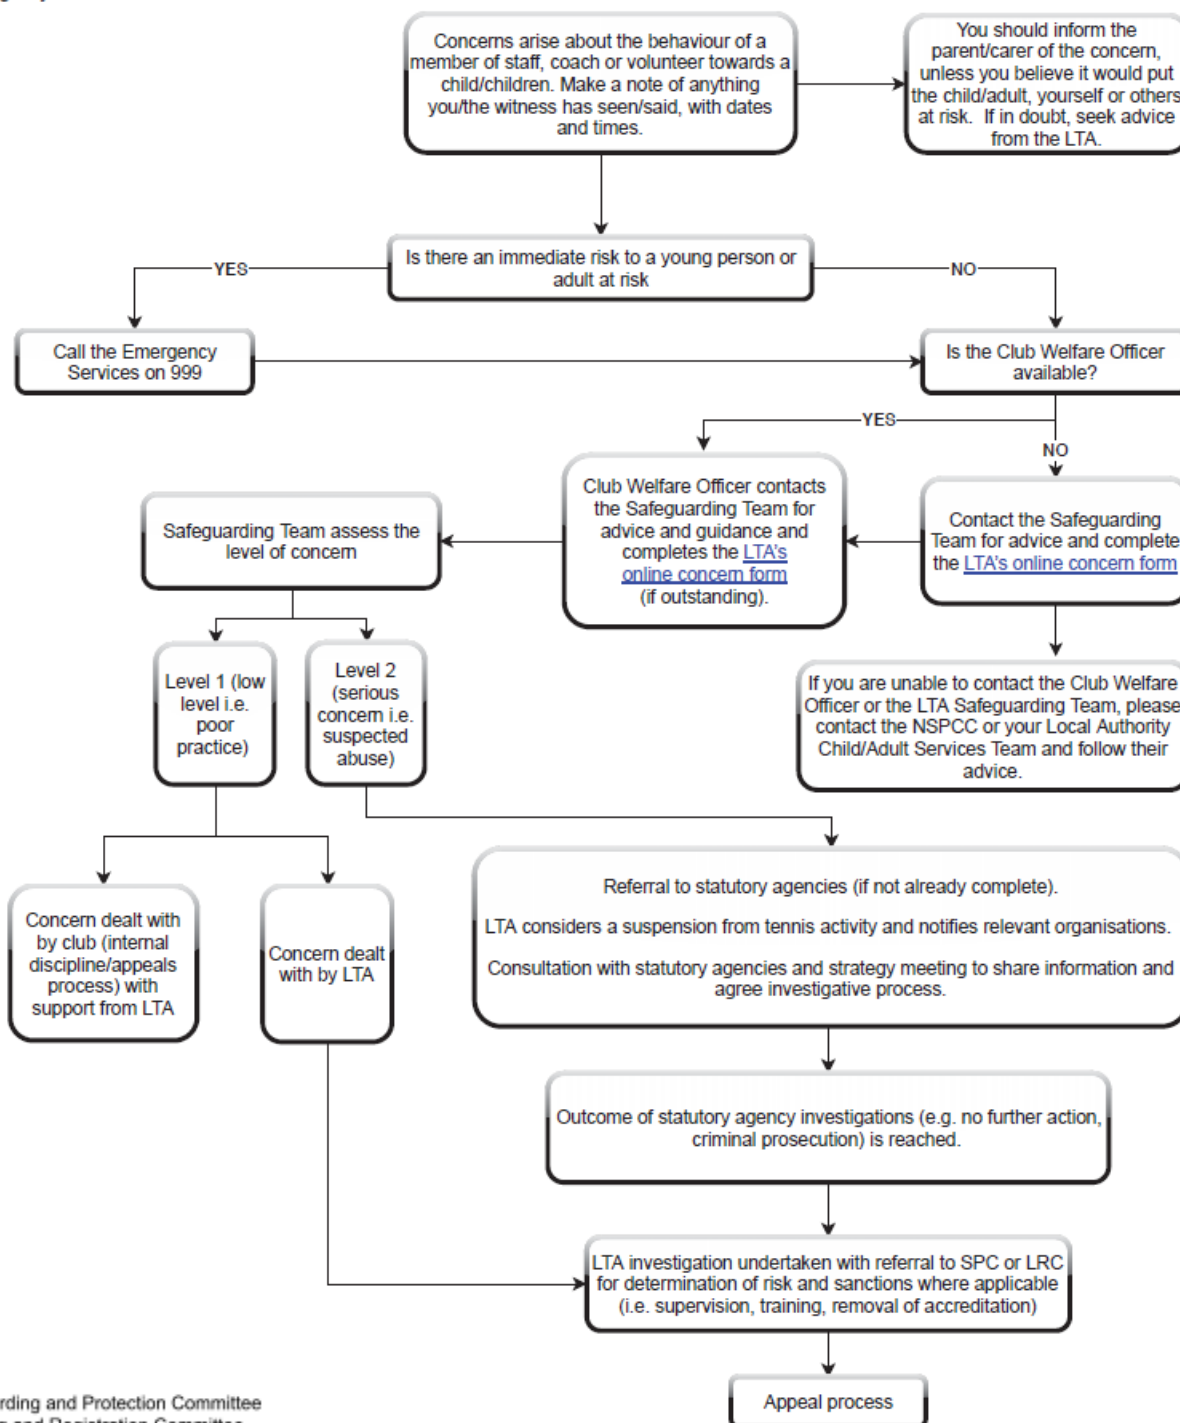 Concerns arise about the behaviour of a
member of staff, coach or volunteer towards a
child/children. Make a note of anything
you/the witness has seen/said, with dates
and times.
You should inform the
parent/carer of the concern,
unless you believe it would put
the child/adult, yourself or others
at risk. If in doubt, seek advice
from the LTA.
Is there an immediate risk to a young person or
adult at risk
YES
NO
Call the Emergency
Services on 999
Is the Club Welfare Officer
available?
YES
NO
Club Welfare Officer contacts
the Safeguarding Team for
advice and guidance and
completes the LTA's
online concern form
(if outstanding).
Contact the Safeguarding
Team for advice and complete
the LTA's online concern form
Safeguarding Team assess the
level of concern
If you are unable to contact the Club Welfare
Officer or the LTA Safeguarding Team, please
contact the NSPCC or your Local Authority
Child/Adult Services Team and follow their
advice.
Level 1 (low
level i.e.
poor
practice)
Level 2
(serious
concern i.e.
suspected
abuse)
Concern dealt with
by club (internal
discipline/appeals
process) with
support from LTA
Concern dealt
with by LTA
Referral to statutory agencies (if not already complete).
LTA considers a suspension from tennis activity and notifies relevant organisations.
Consultation with statutory agencies and strategy meeting to share information and
agree investigative process.
Outcome of statutory agency investigations (e.g. no further action,
criminal prosecution) is reached.
LTA investigation undertaken with referral to SPC or LRC
for determination of risk and sanctions where applicable
(i.e. supervision, training, removal of accreditation)
Appeal process
and Protection Committee
and Registration Committee